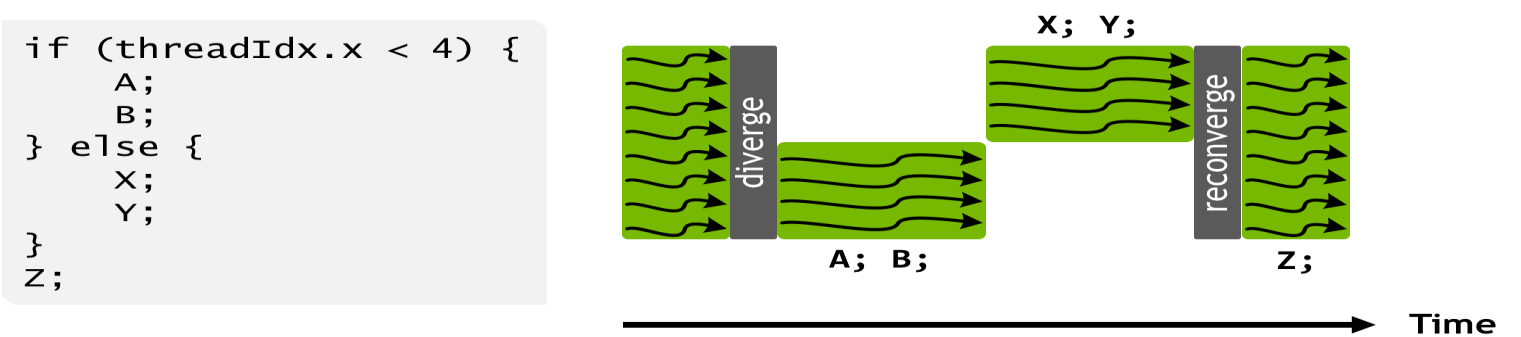 if (threadIdx.x < 4) {
    A;
    B;
} else {
    X;
    Y;
}
Z;
diverge
A; B;
X; Y;
reconverge
Z;
Time